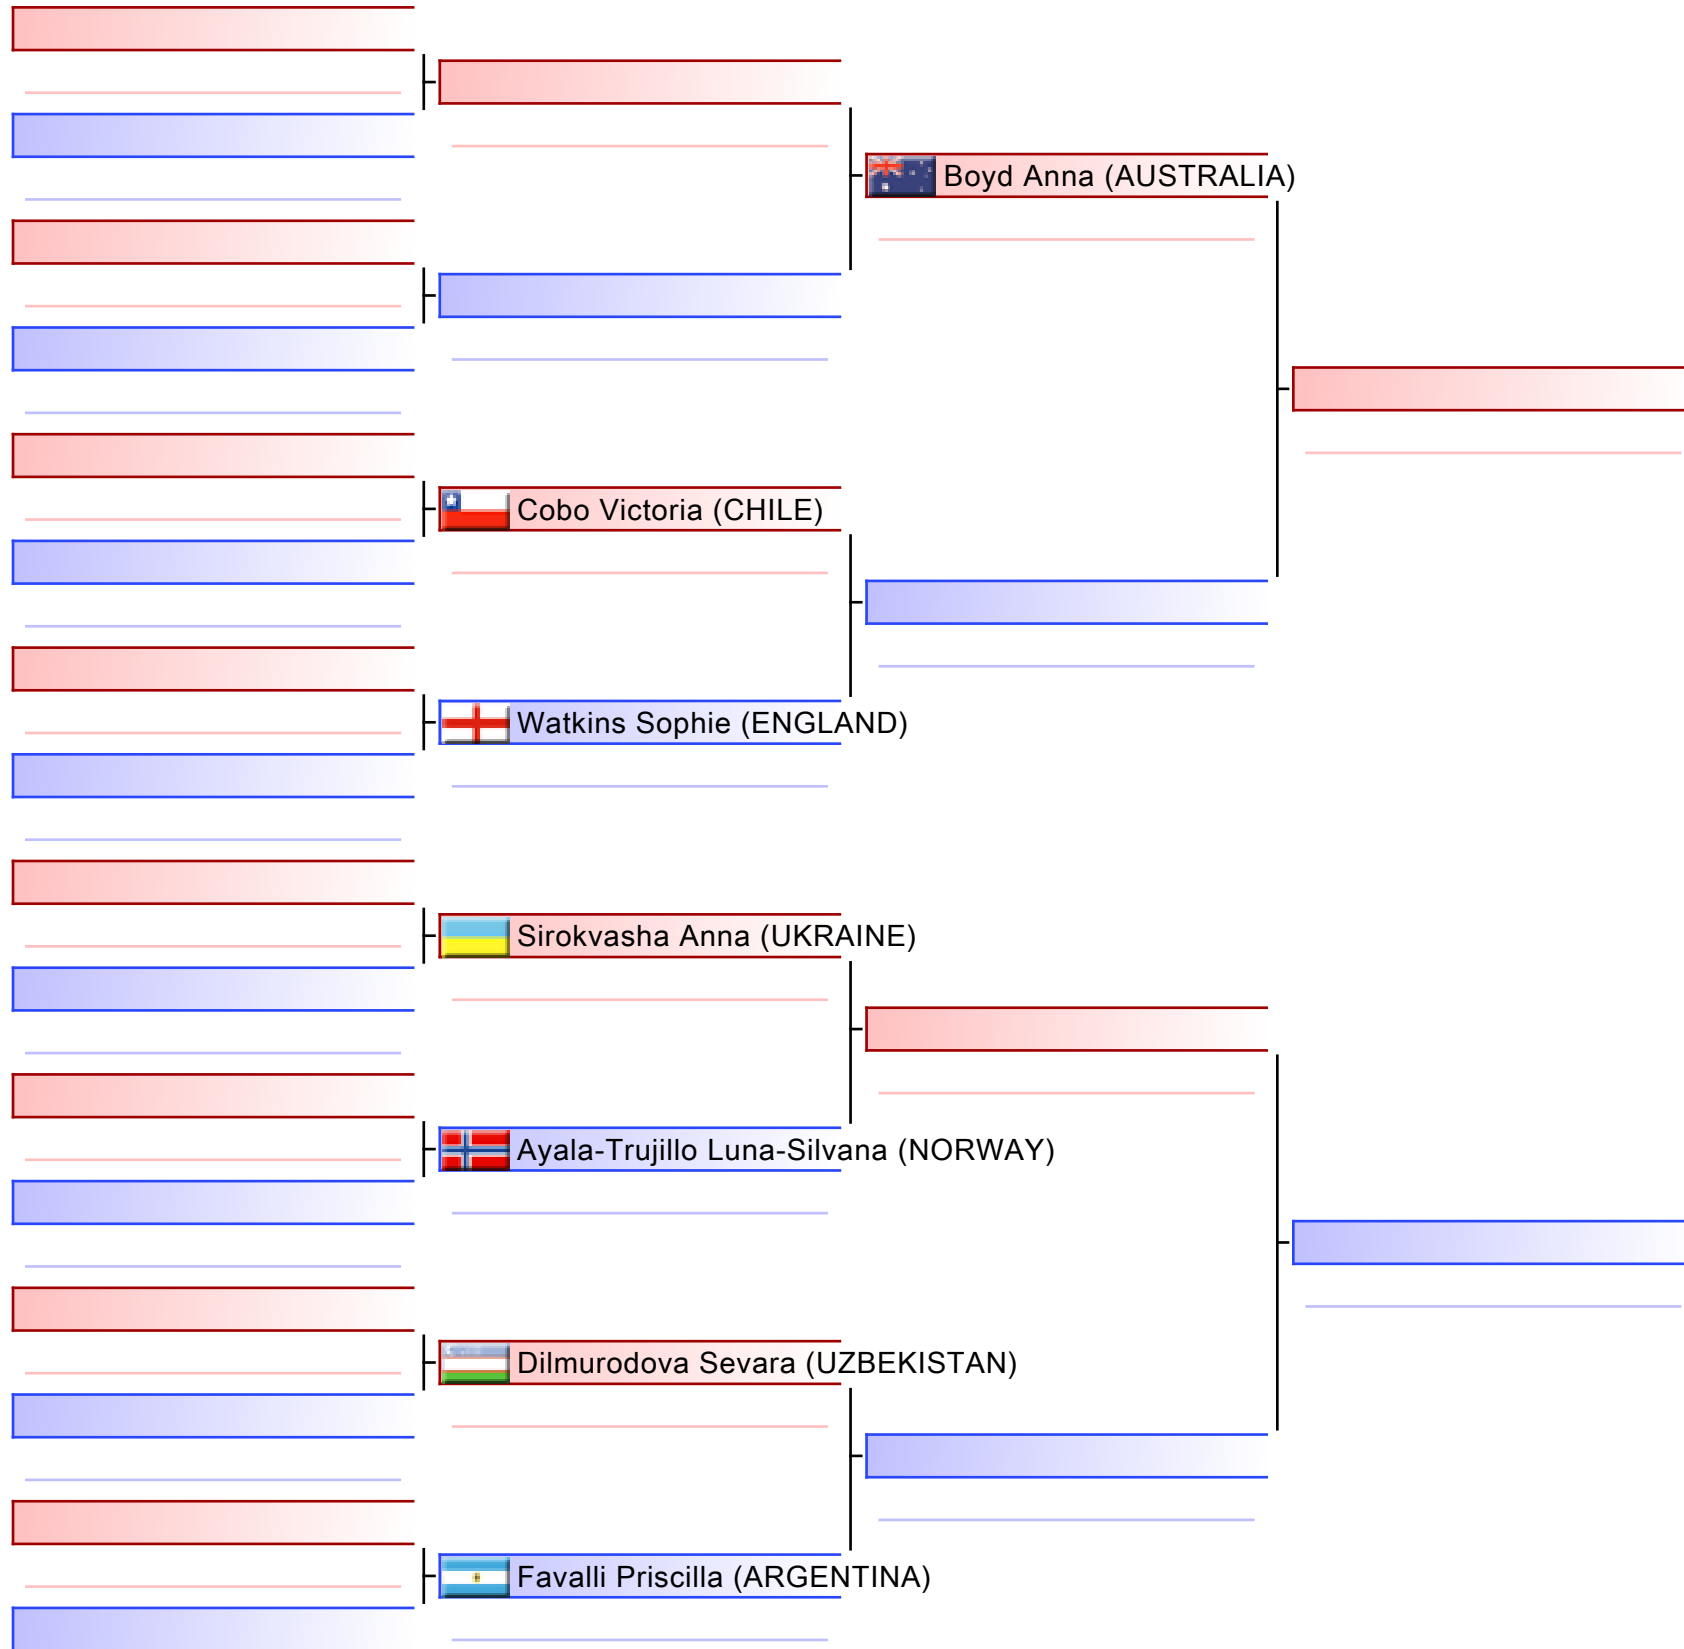 Boyd Anna (AUSTRALIA)
Cobo Victoria (CHILE)
Watkins Sophie (ENGLAND)
Sirokvasha Anna (UKRAINE)
Ayala-Trujillo Luna-Silvana (NORWAY)
Dilmurodova Sevara (UZBEKISTAN)
Favalli Priscilla (ARGENTINA)